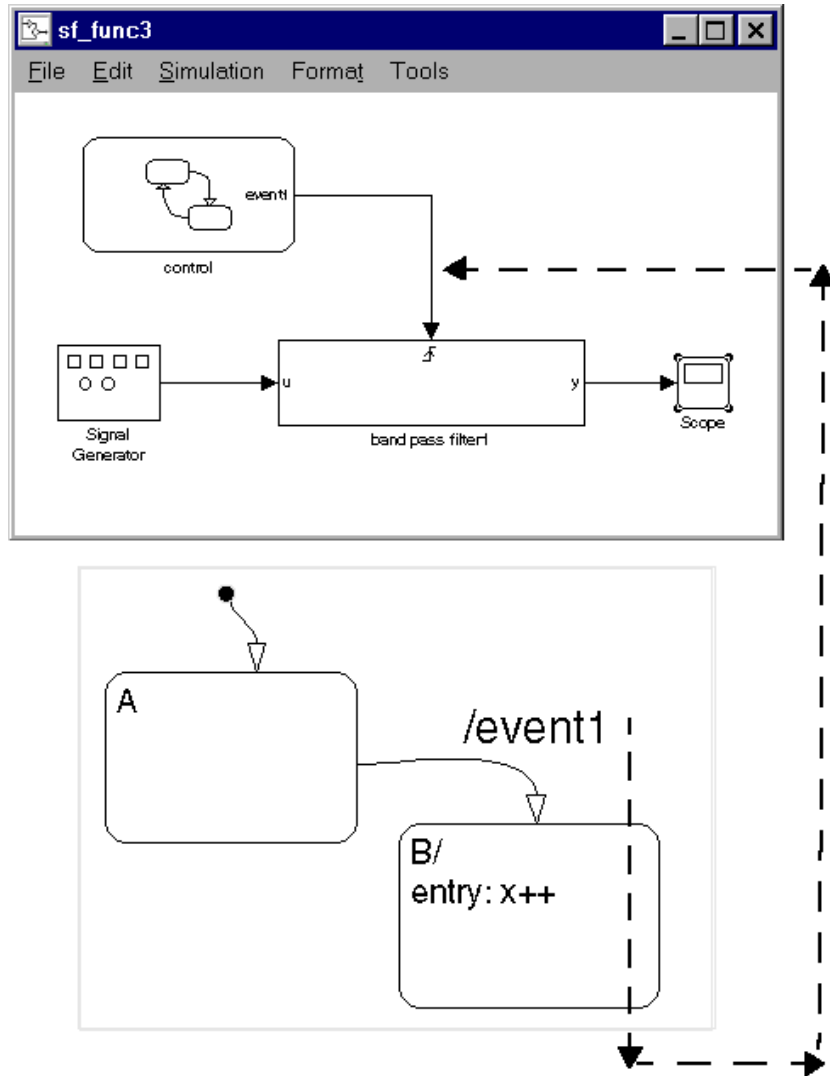 sf_func3
File Edit Simulation Format Tools
event1
control
Signal
Generator
u
y
band pass filter1
Scope
A
/event1
B/
entry: x++